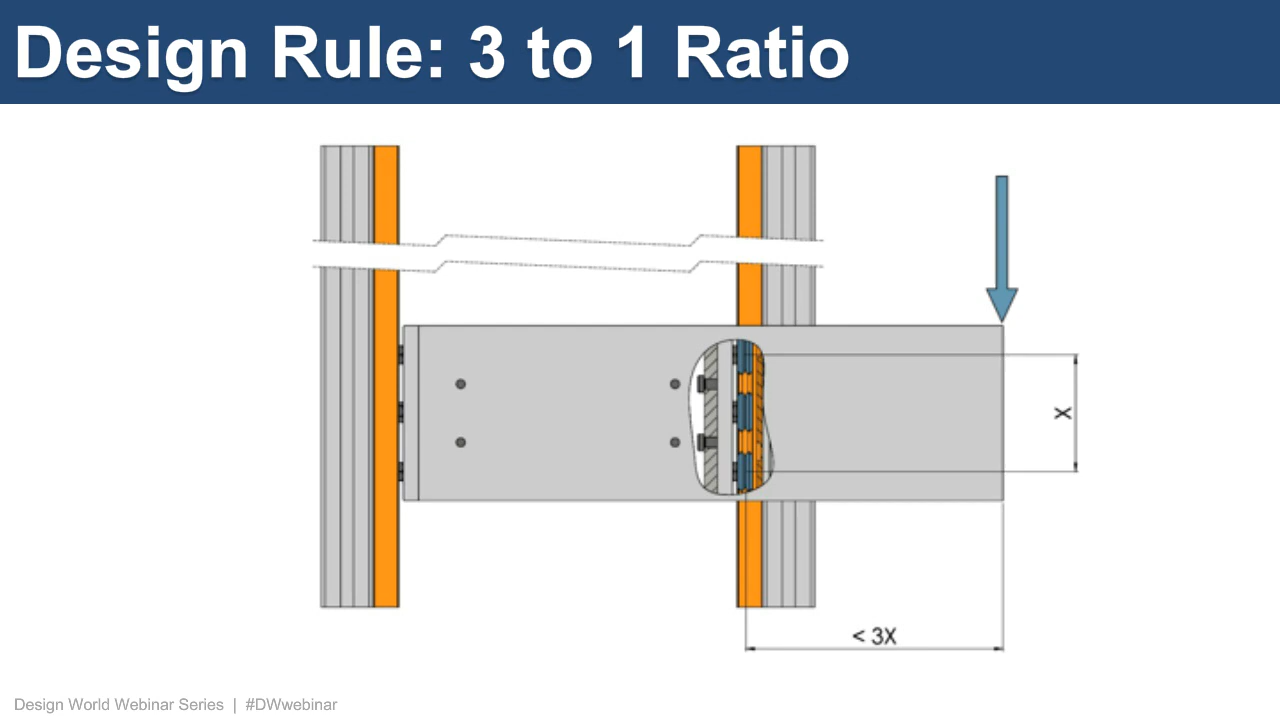 Design Rule: 3 to 1 Ratio
X
< 3X
Design World Webinar Series | #DWwebinar